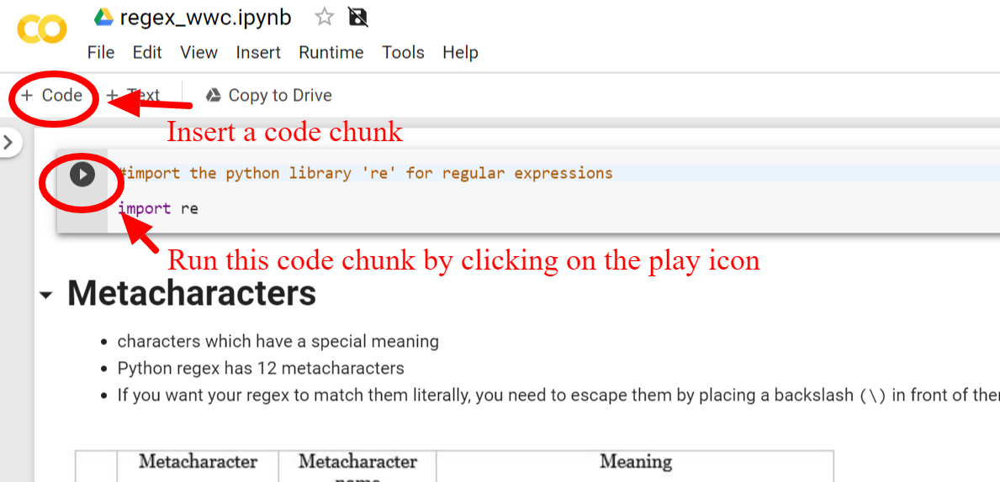 regex_wwc.ipynb
File Edit View Insert Runtime Tools Help
+ Code + Text Copy to Drive
Insert a code chunk
#import the python library 're' for regular expressions
import re
Run this code chunk by clicking on the play icon
Metacharacters
• characters which have a special meaning
• Python regex has 12 metacharacters
• If you want your regex to match them literally, you need to escape them by placing a backslash (\) in front of
Metacharacter Metacharacter Meaning
name